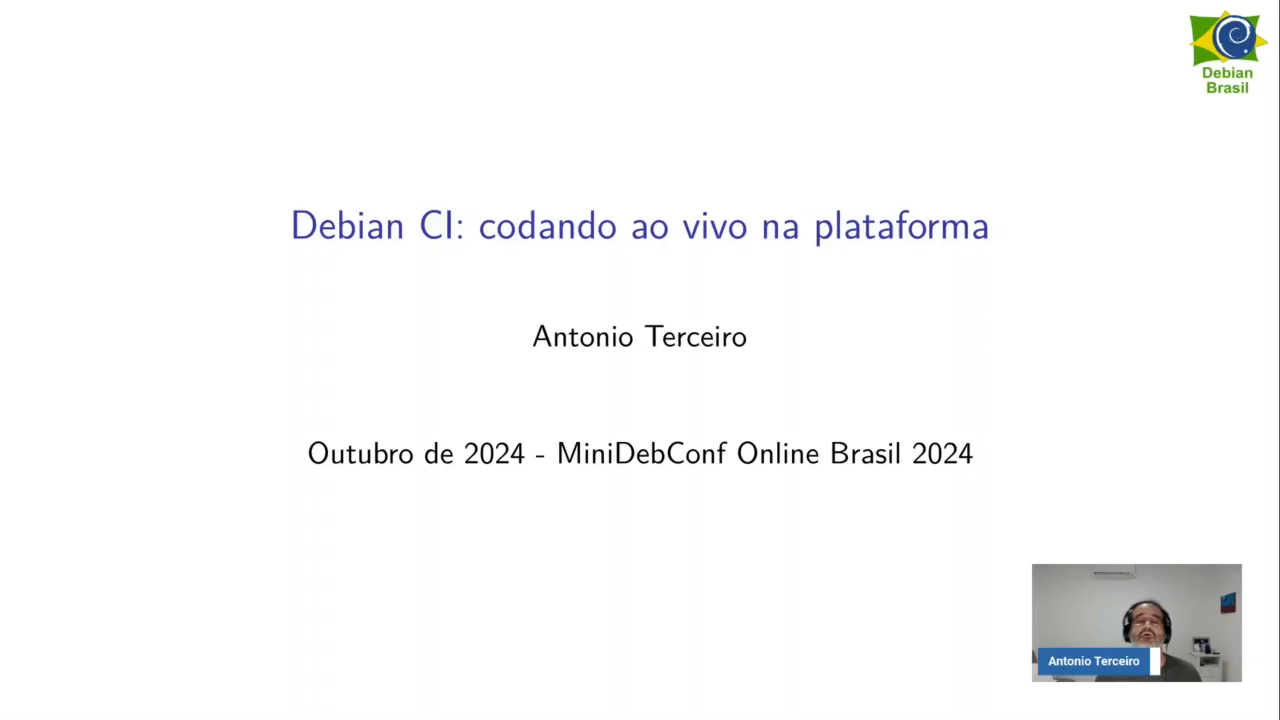 Debian
Brasil
Debian CI: codando ao vivo na plataforma
Antonio Terceiro
Outubro de 2024 - MiniDebConf Online Brasil 2024
Antonio Terceiro